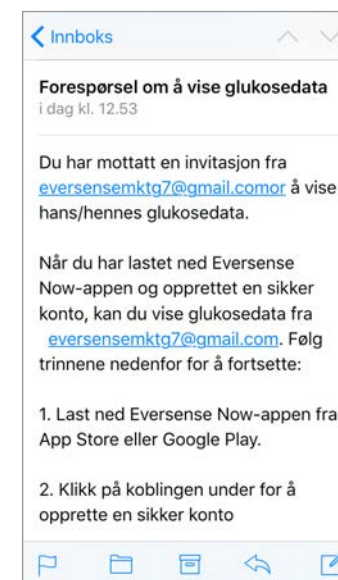 Innboks
Forespørsel om å vise glukosedata
i dag kl. 12.53
Du har mottatt en invitasjon fra
eversensemktg7@gmail.comor å vise
hans/hennes glukosedata.
Når du har lastet ned Eversense
Now-appen og opprettet en sikker
konto, kan du vise glukosedata fra
eversensemktg7@gmail.com. Følg
trinnene nedenfor for å fortsette:
1. Last ned Eversense Now-appen fra
App Store eller Google Play.
2. Klikk på koblingen under for å
opprette en sikker konto